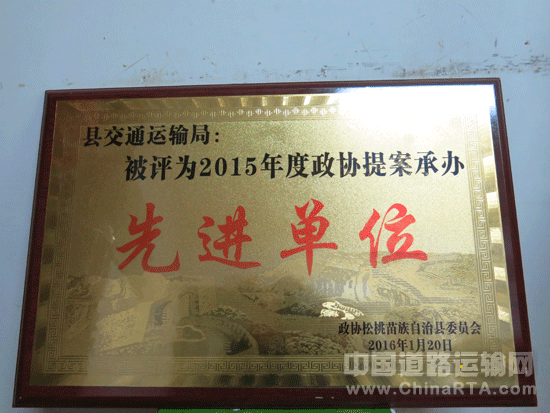 县交通运输局：
被评为2015年度政协提案承办
先进单位
政协松桃苗族自治县委员会
2016年1月20日
中国道路运输网
www.ChinaRTA.com